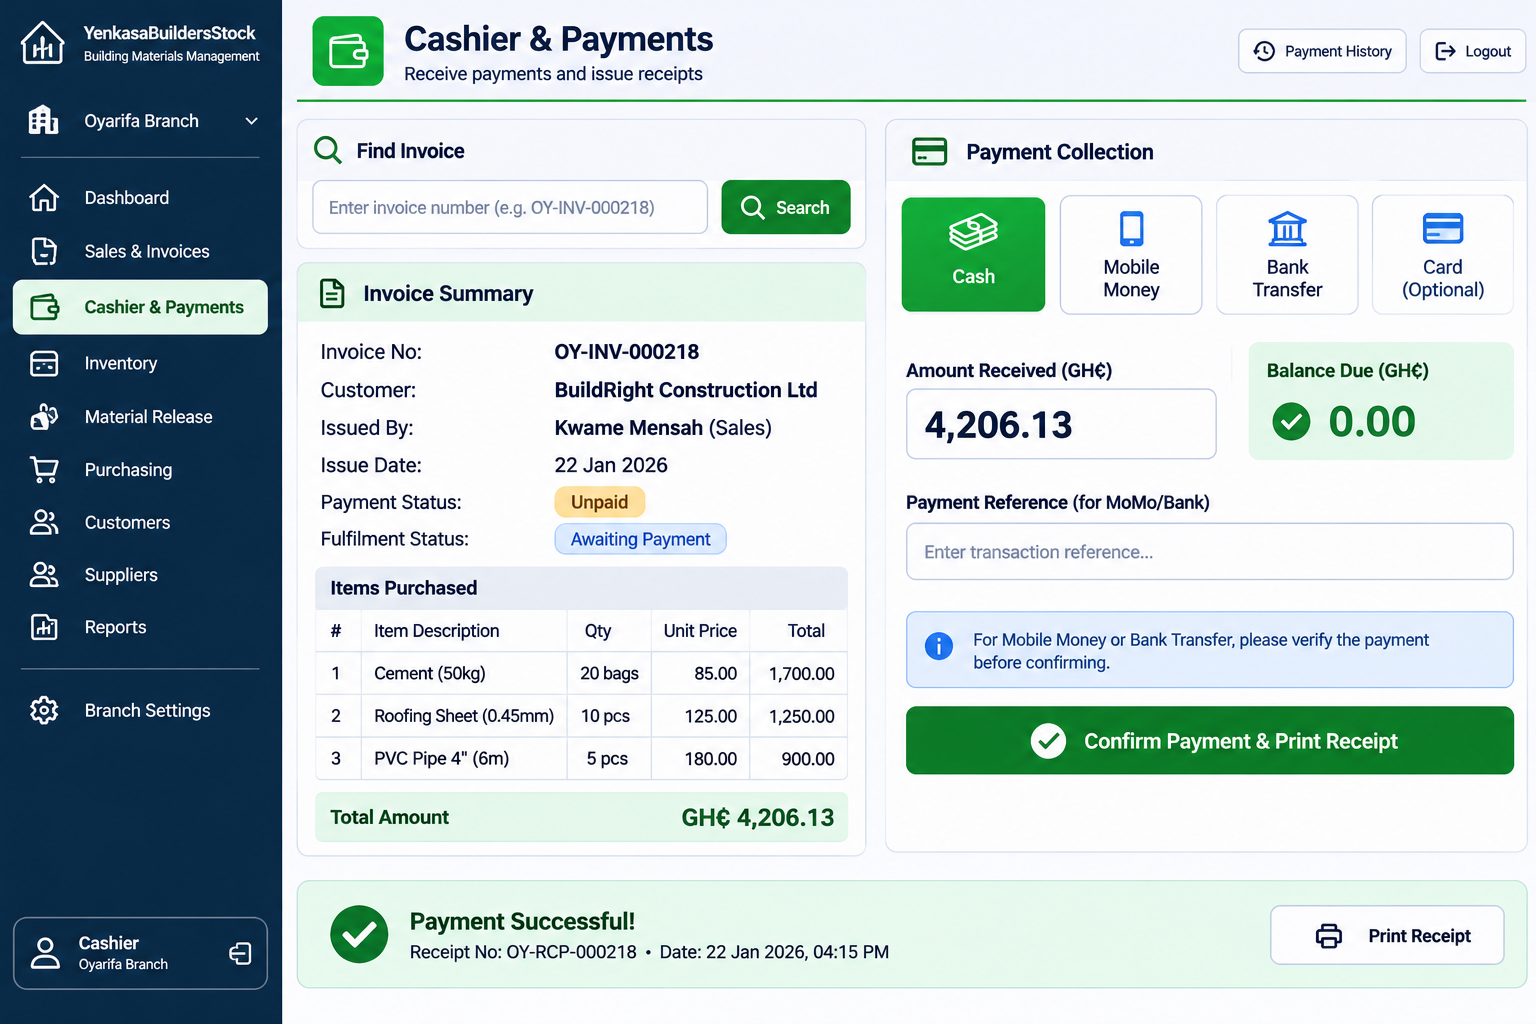 YenkasaBuildersStock
Building Materials Management
Oyarifa Branch
Dashboard
Sales & Invoices
Cashier & Payments
Inventory
Material Release
Purchasing
Customers
Suppliers
Reports
Branch Settings
Cashier
Oyarifa Branch
Cashier & Payments
Receive payments and issue receipts
Payment History
Logout
Find Invoice
Enter invoice number (e.g. OY-INV-000218)
Search
Invoice Summary
Invoice No: OY-INV-000218
Customer: BuildRight Construction Ltd
Issued By: Kwame Mensah (Sales)
Issue Date: 22 Jan 2026
Payment Status: Unpaid
Fulfilment Status: Awaiting Payment
Items Purchased
# Item Description Qty Unit Price Total
1 Cement (50kg) 20 bags 85.00 1,700.00
2 Roofing Sheet (0.45mm) 10 pcs 125.00 1,250.00
3 PVC Pipe 4" (6m) 5 pcs 180.00 900.00
Total Amount GH₵ 4,206.13
Payment Collection
Cash
Mobile
Money
Bank
Transfer
Card
(Optional)
Amount Received (GH₵)
4,206.13
Balance Due (GH₵)
0.00
Payment Reference (for MoMo/Bank)
Enter transaction reference...
For Mobile Money or Bank Transfer, please verify the payment
before confirming.
Confirm Payment & Print Receipt
Payment Successful!
Receipt No: OY-RCP-000218 • Date: 22 Jan 2026, 04:15 PM
Print Receipt